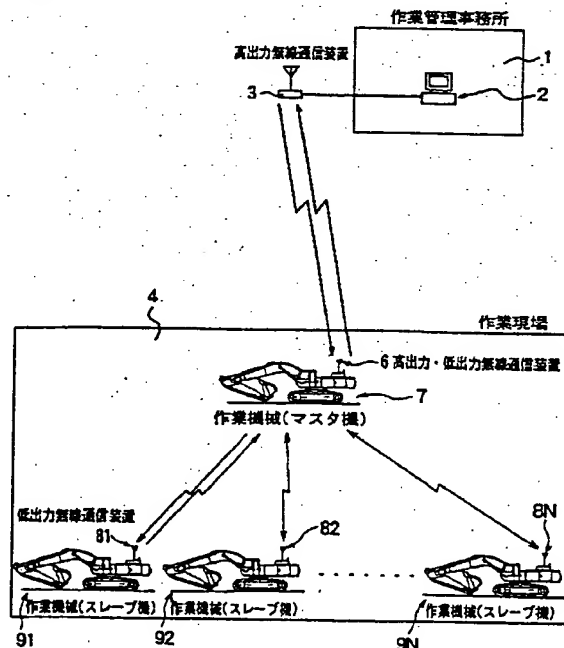 作業管理事務所
1
高出力無線通信装置
3
2
4
作業現場
6 高出力・低出力無線通信装置
7
作業機械(マスタ機)
低出力無線通信装置
81
82
8N
作業機械(スレーブ機)
作業機械(スレーブ機)
作業機械(スレーブ機)
91
92
9N